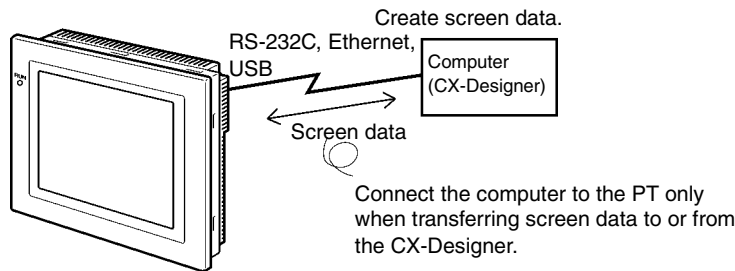 Create screen data.
RS-232C, Ethernet,
USB
Computer
(CX-Designer)
RUN
Screen data
Connect the computer to the PT only
when transferring screen data to or from
the CX-Designer.